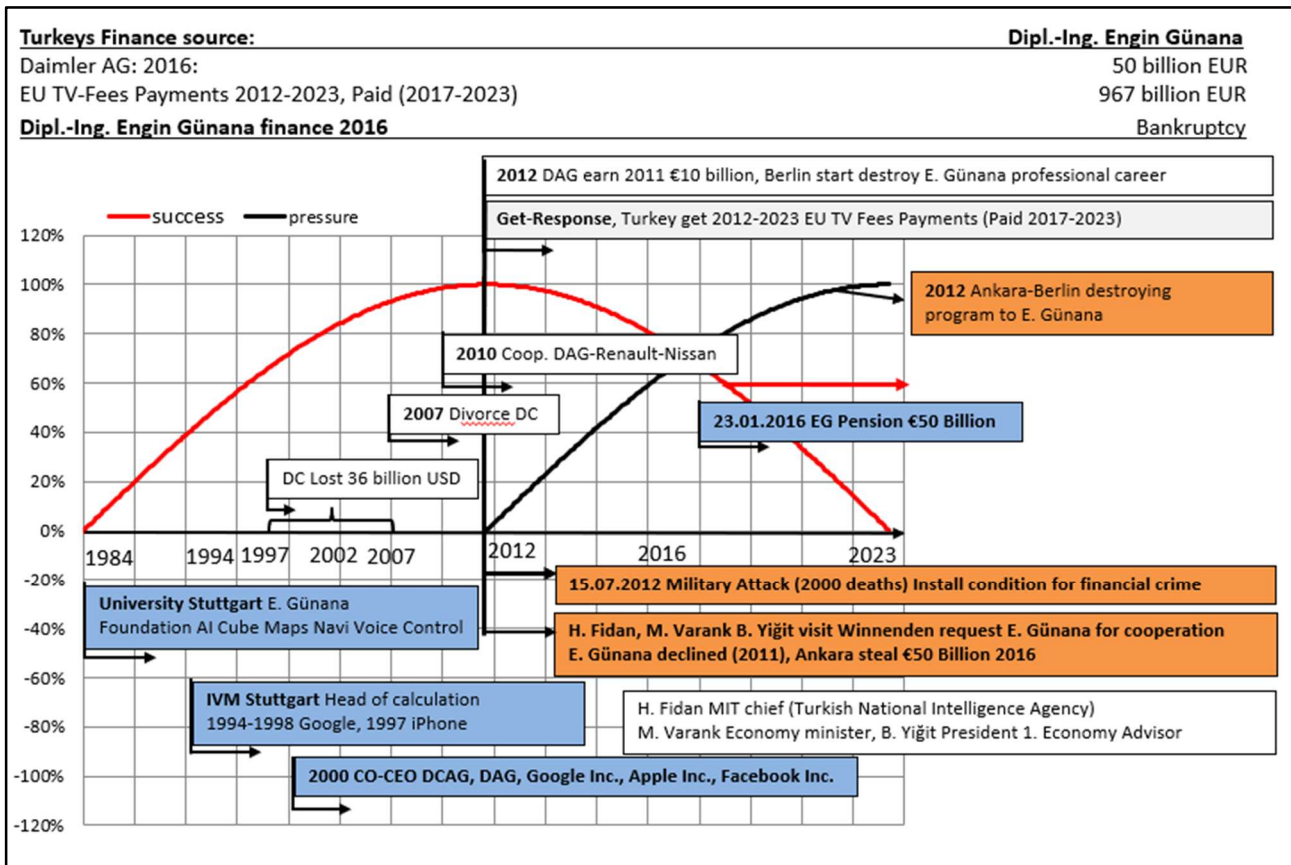 Turkeys Finance source: Dipl.-Ing. Engin Günana
Daimler AG: 2016: 50 billion EUR
EU TV-Fees Payments 2012-2023, Paid (2017-2023) 967 billion EUR
Dipl.-Ing. Engin Günana finance 2016 Bankruptcy
2012 DAG earn 2011 €10 billion, Berlin start destroy E. Günana professional career
success pressure
Get-Response, Turkey get 2012-2023 EU TV Fees Payments (Paid 2017-2023)
120%
100%
2012 Ankara-Berlin destroying
program to E. Günana
80%
2010 Coop. DAG-Renault-Nissan
60%
2007 Divorce DC
23.01.2016 EG Pension €50 Billion
40%
DC Lost 36 billion USD
20%
0%
1984 1994 1997 2002 2007 2012 2016 2023
-20%
15.07.2012 Military Attack (2000 deaths) Install condition for financial crime
University Stuttgart E. Günana
Foundation AI Cube Maps Navi Voice Control
-40%
H. Fidan, M. Varank B. Yiğit visit Winnenden request E. Günana for cooperation
E. Günana declined (2011), Ankara steal €50 Billion 2016
-60%
IVM Stuttgart Head of calculation
1994-1998 Google, 1997 iPhone
H. Fidan MIT chief (Turkish National Intelligence Agency)
M. Varank Economy minister, B. Yiğit President 1. Economy Advisor
-80%
-100%
2000 CO-CEO DCAG, DAG, Google Inc., Apple Inc., Facebook Inc.
-120%